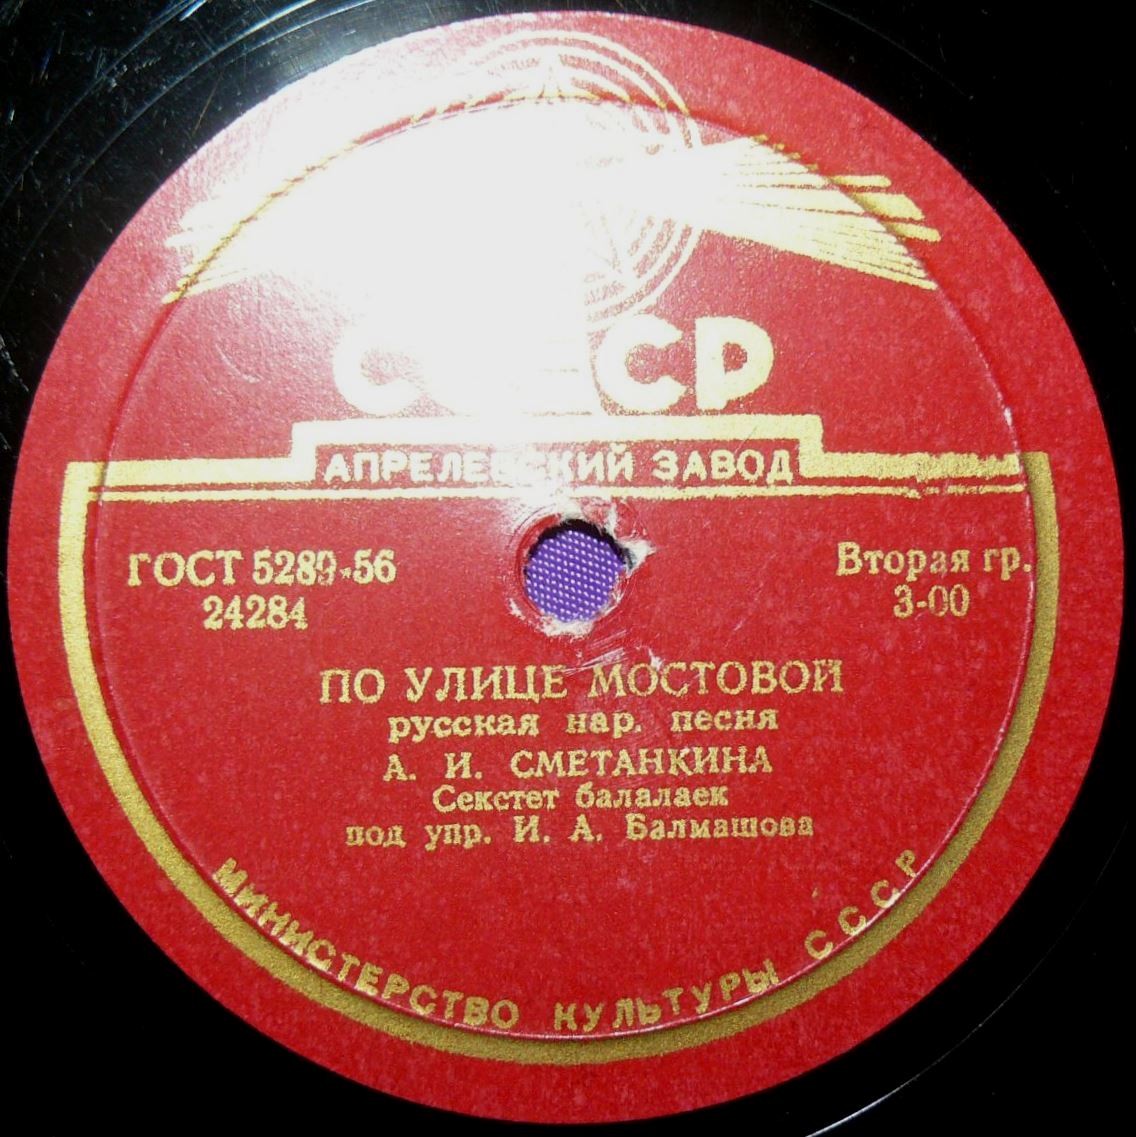 СССР
АПРЕЛЕВСКИЙ ЗАВОД
ГОСТ 5289-56
24284
Вторая гр.
3-00
ПО УЛИЦЕ МОСТОВОЙ
русская нар. песня
А. И. СМЕТАНКИНА
Секстет балалаек
под упр. И. А. Балмашова
МИНИСТЕРСТВО КУЛЬТУРЫ СССР